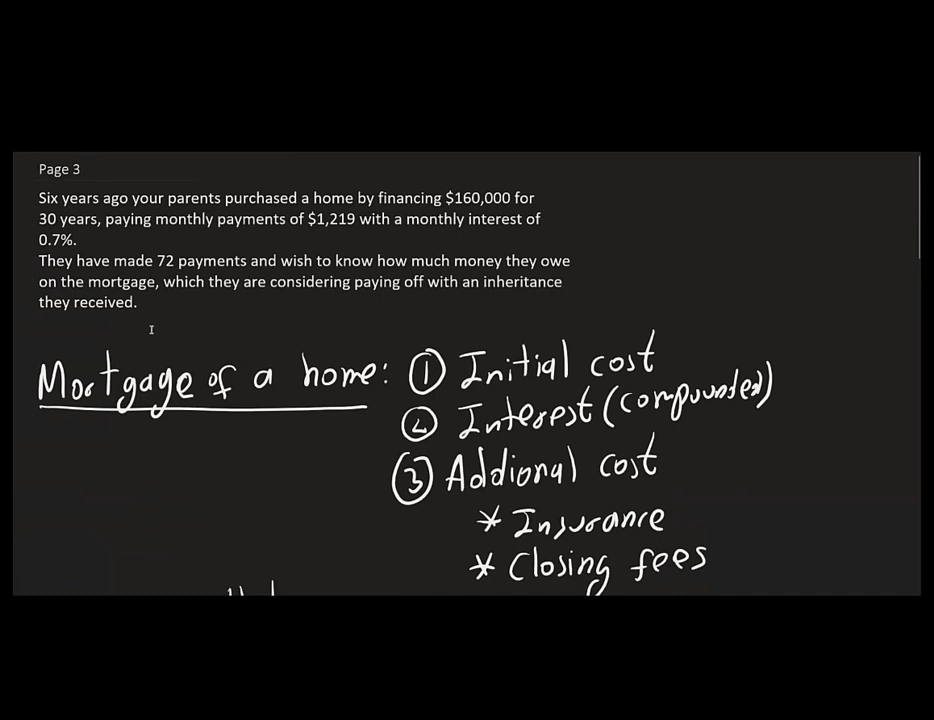 Page 3
Six years ago your parents purchased a home by financing $160,000 for
30 years, paying monthly payments of $1,219 with a monthly interest of
0.7%.
They have made 72 payments and wish to know how much money they owe
on the mortgage, which they are considering paying off with an inheritance
they received.
Mortgage of a home: ① Initial cost
② Interest (compounded)
③ Addional cost
* Insurance
* Closing fees